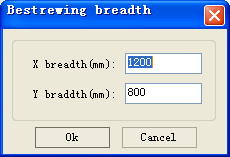 Bestrewing breadth
X breadth(mm): 1200
Y braddth(mm): 800
Ok Cancel